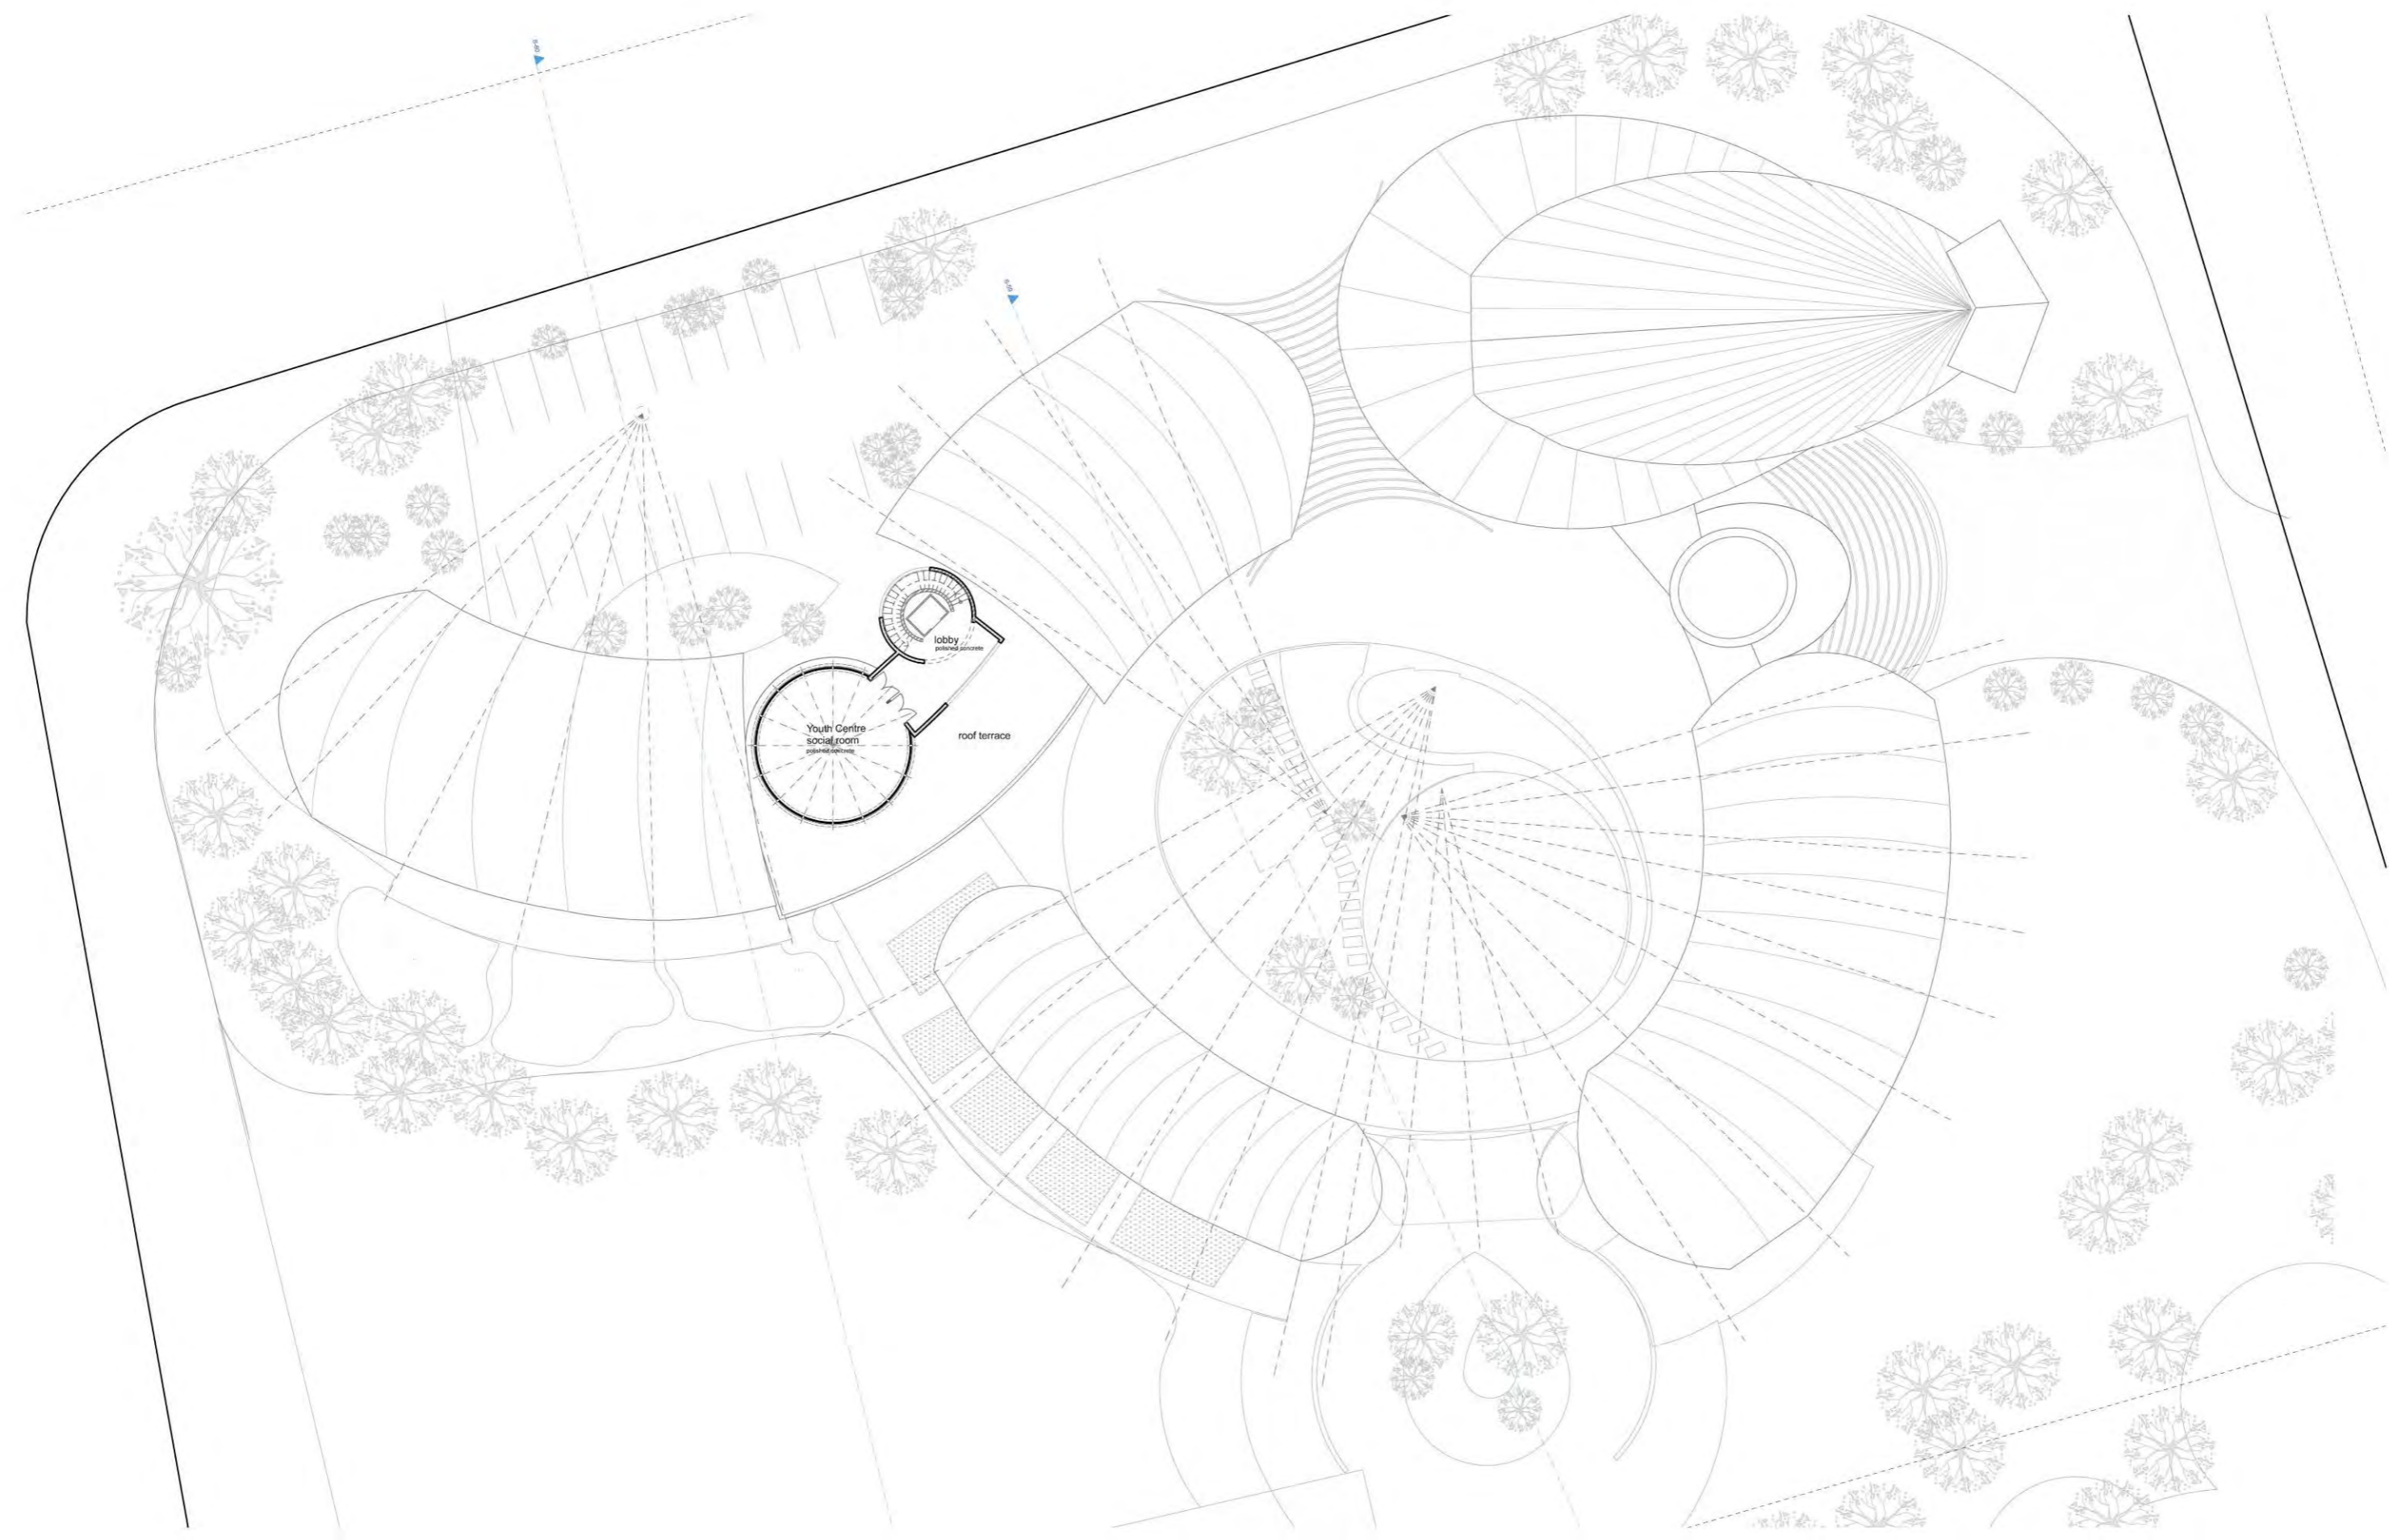 lobby
polished concrete
Youth Centre
social room
polished concrete
roof terrace